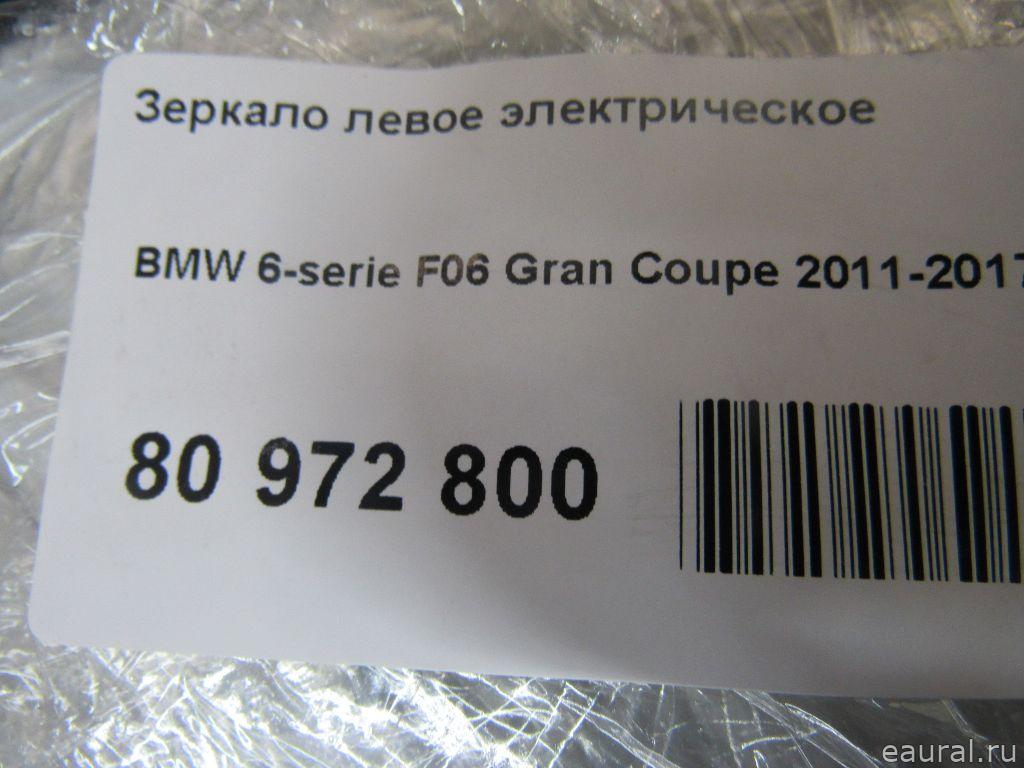 Зеркало левое электрическое
BMW 6-serie F06 Gran Coupe 2011-2017
80 972 800
eaural.ru